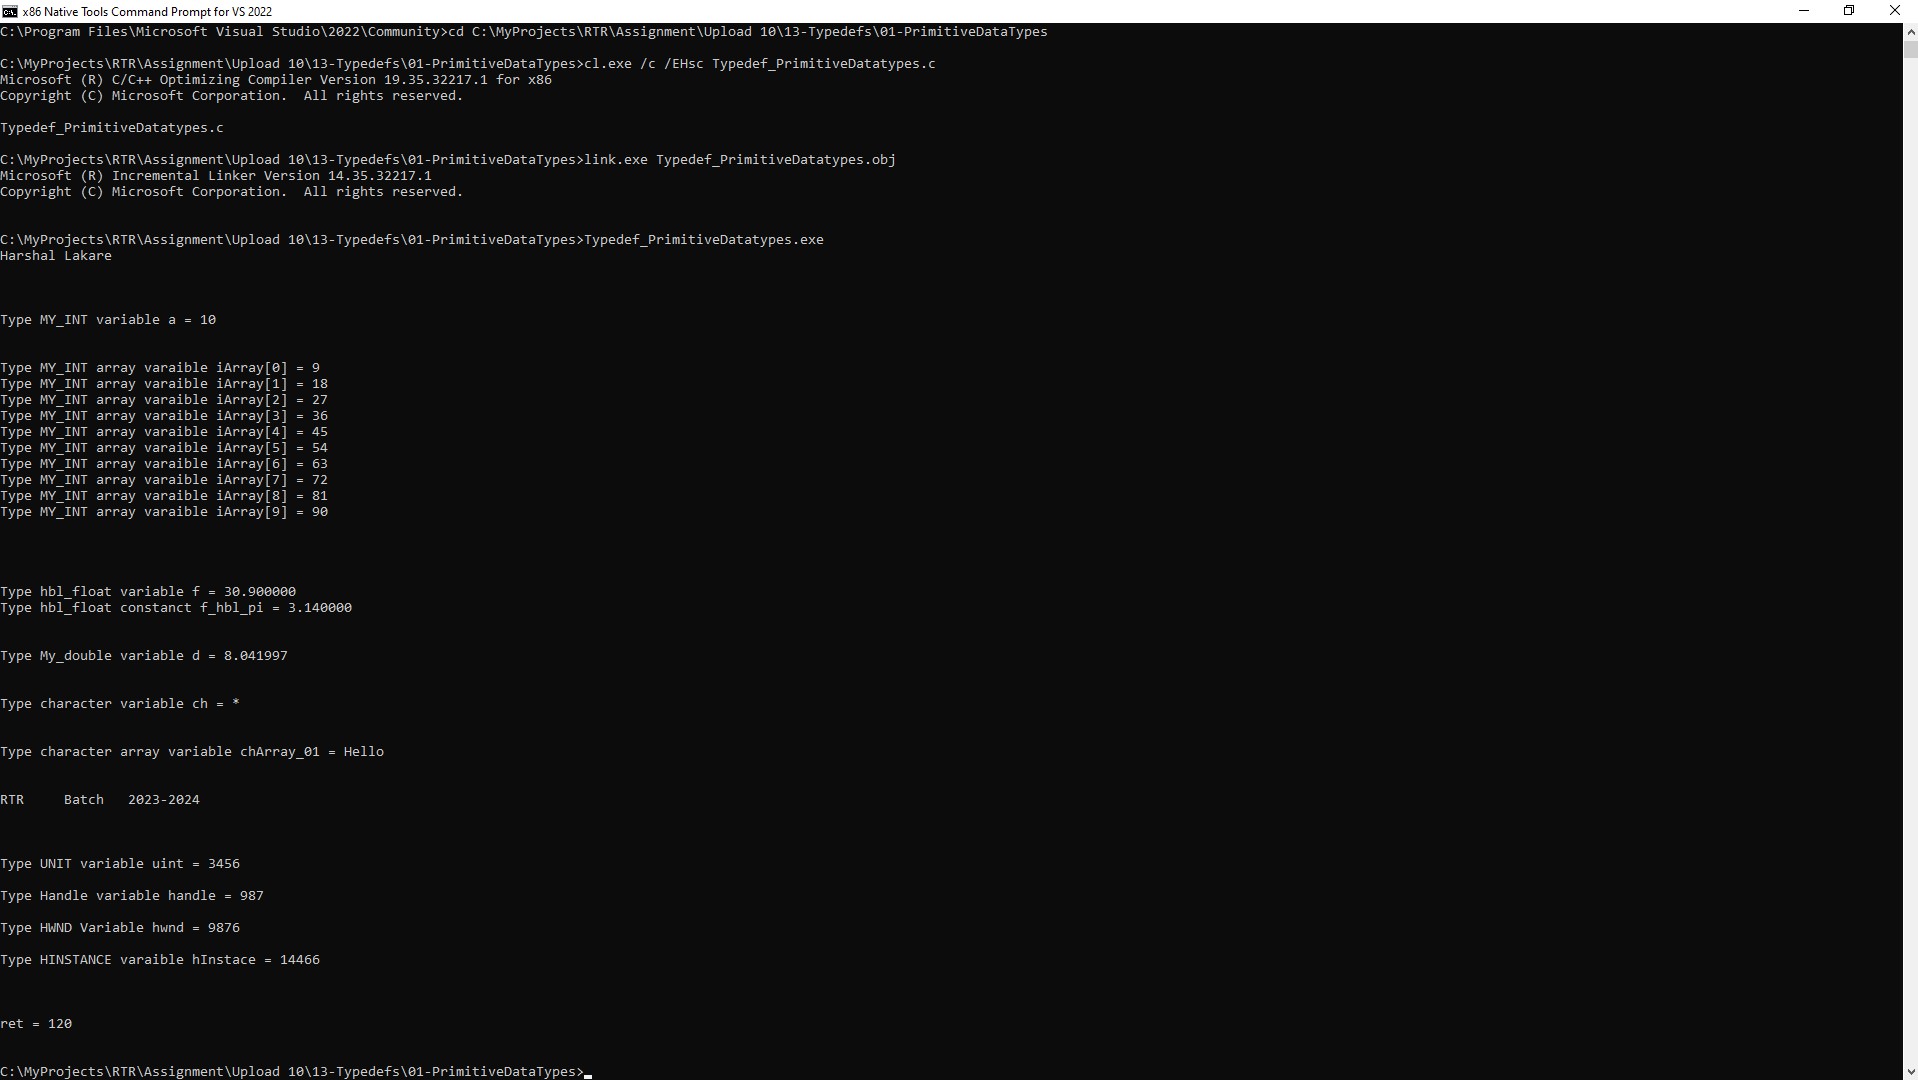 x86 Native Tools Command Prompt for VS 2022
C:\Program Files\Microsoft Visual Studio\2022\Community>cd C:\MyProjects\RTR\Assignment\Upload 10\13-Typedefs\01-PrimitiveDataTypes
C:\MyProjects\RTR\Assignment\Upload 10\13-Typedefs\01-PrimitiveDataTypes>cl.exe /c /EHsc Typedef_PrimitiveDatatypes.c
Microsoft (R) C/C++ Optimizing Compiler Version 19.35.32217.1 for x86
Copyright (C) Microsoft Corporation.  All rights reserved.
Typedef_PrimitiveDatatypes.c
C:\MyProjects\RTR\Assignment\Upload 10\13-Typedefs\01-PrimitiveDataTypes>link.exe Typedef_PrimitiveDatatypes.obj
Microsoft (R) Incremental Linker Version 14.35.32217.1
Copyright (C) Microsoft Corporation.  All rights reserved.
C:\MyProjects\RTR\Assignment\Upload 10\13-Typedefs\01-PrimitiveDataTypes>Typedef_PrimitiveDatatypes.exe
Harshal Lakare
Type MY_INT variable a = 10
Type MY_INT array varaible iArray[0] = 9
Type MY_INT array varaible iArray[1] = 18
Type MY_INT array varaible iArray[2] = 27
Type MY_INT array varaible iArray[3] = 36
Type MY_INT array varaible iArray[4] = 45
Type MY_INT array varaible iArray[5] = 54
Type MY_INT array varaible iArray[6] = 63
Type MY_INT array varaible iArray[7] = 72
Type MY_INT array varaible iArray[8] = 81
Type MY_INT array varaible iArray[9] = 90
Type hbl_float variable f = 30.900000
Type hbl_float constanct f_hbl_pi = 3.140000
Type My_double variable d = 8.041997
Type character variable ch = *
Type character array variable chArray_01 = Hello
RTR     Batch   2023-2024
Type UNIT variable uint = 3456
Type Handle variable handle = 987
Type HWND Variable hwnd = 9876
Type HINSTANCE varaible hInstace = 14466
ret = 120
C:\MyProjects\RTR\Assignment\Upload 10\13-Typedefs\01-PrimitiveDataTypes>